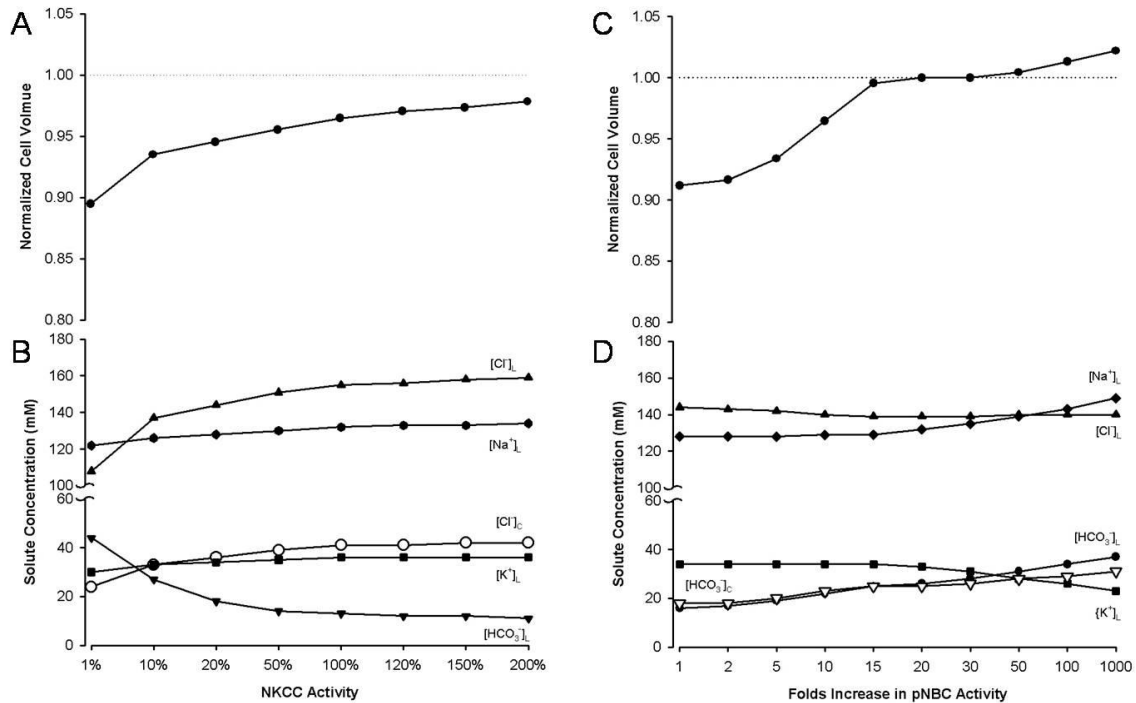 A
1.05
1.00
0.95
0.90
0.85
0.80
Normalized Cell Volmue
B
180
160
140
120
100
60
40
20
0
Solute Concentration (mM)
[Cl⁻]L
[Na⁺]L
[Cl⁻]C
[K⁺]L
[HCO₃⁻]L
1% 10% 20% 50% 100% 120% 150% 200%
NKCC Activity
C
1.05
1.00
0.95
0.90
0.85
0.80
Normalized Cell Volume
D
180
160
140
120
100
60
40
20
0
Solute Concentration (mM)
[Na⁺]L
[Cl⁻]L
[HCO₃⁻]L
[HCO₃⁻]C
{K⁺]L
1 2 5 10 15 20 30 50 100 1000
Folds Increase in pNBC Activity